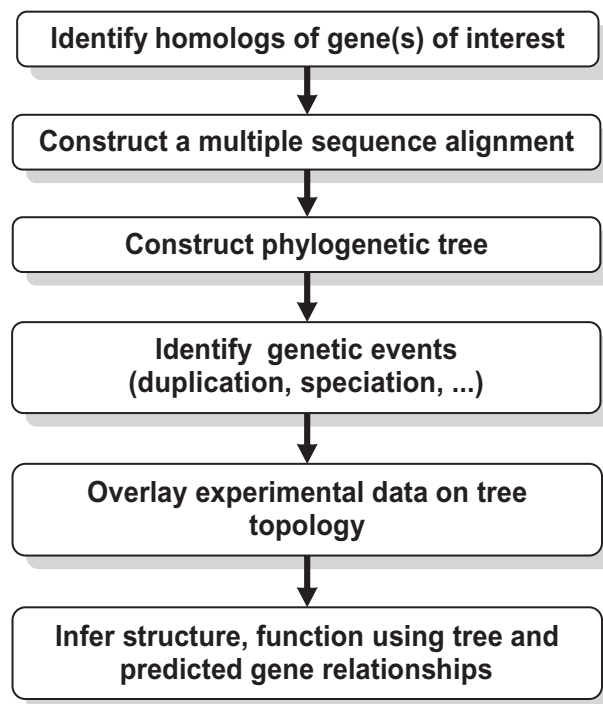 Identify homologs of gene(s) of interest
Construct a multiple sequence alignment
Construct phylogenetic tree
Identify genetic events
(duplication, speciation, ...)
Overlay experimental data on tree
topology
Infer structure, function using tree and
predicted gene relationships